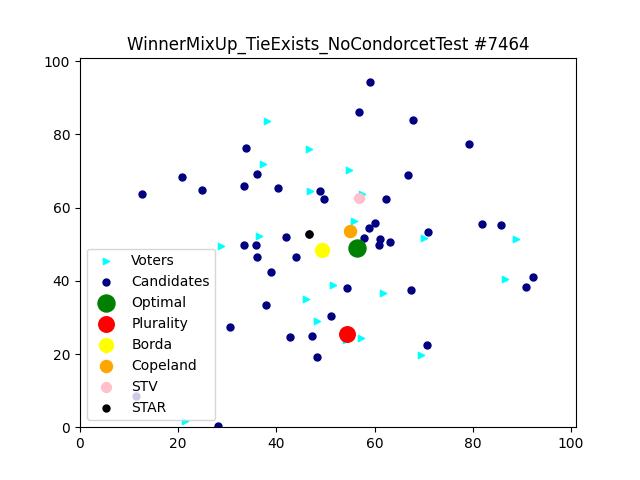 WinnerMixUp_TieExists_NoCondorcetTest #7464
100
80
60
40
20
0
Voters
Candidates
Optimal
Plurality
Borda
Copeland
STV
STAR
0 20 40 60 80 100